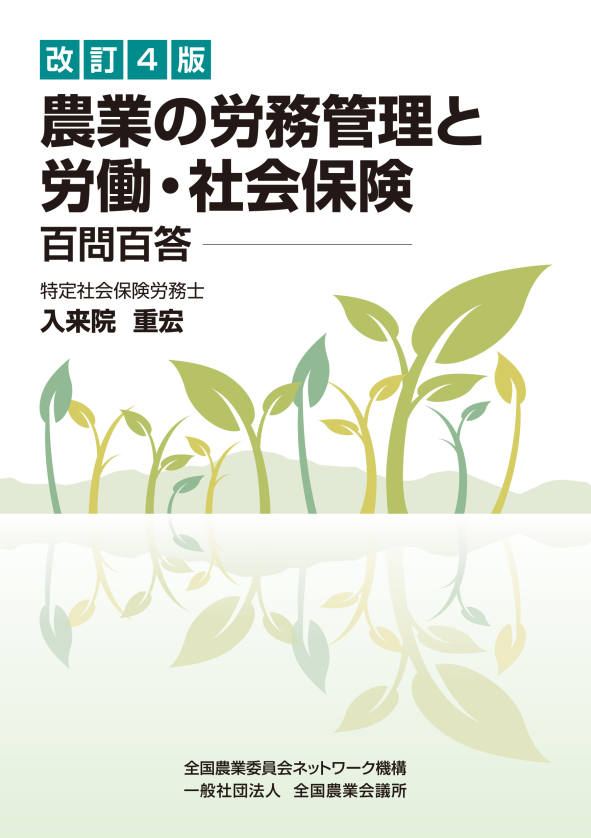 改訂4版
農業の労務管理と
労働・社会保険
百問百答
特定社会保険労務士
入来院 重宏
全国農業委員会ネットワーク機構
一般社団法人 全国農業会議所